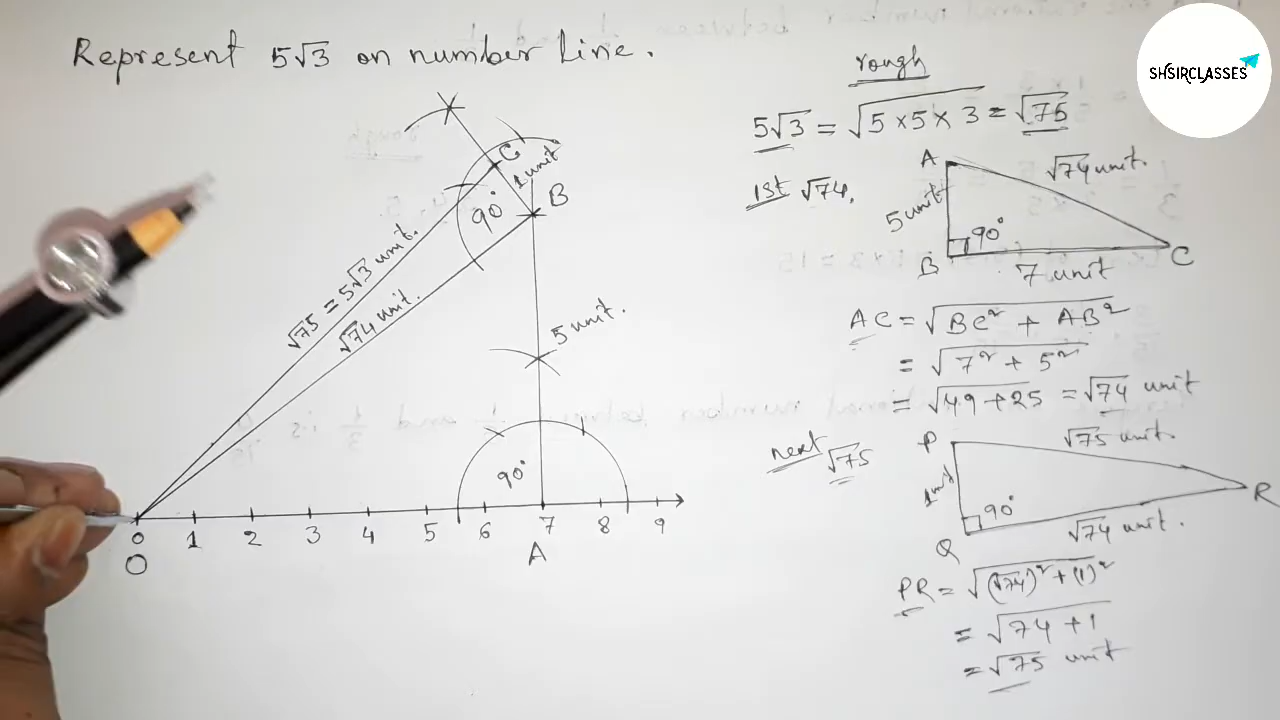 Represent 5√3 on number line.
C
1 unit
B
90°
√75 = 5√3 unit.
√74 unit.
5 unit.
90°
0 1 2 3 4 5 6 7 8 9
O A
SHSIRCLASSES
rough
5√3 = √5×5×3 = √75
1st √74.
A
√74 unit.
5 unit
90°
B 7 unit C
AC = √BC² + AB²
= √7² + 5²
= √49+25 = √74 unit
next √75
P
√75 unit.
1 unit
90°
R
Q √74 unit.
PR = √(√74)² + (1)²
= √74 + 1
= √75 unit